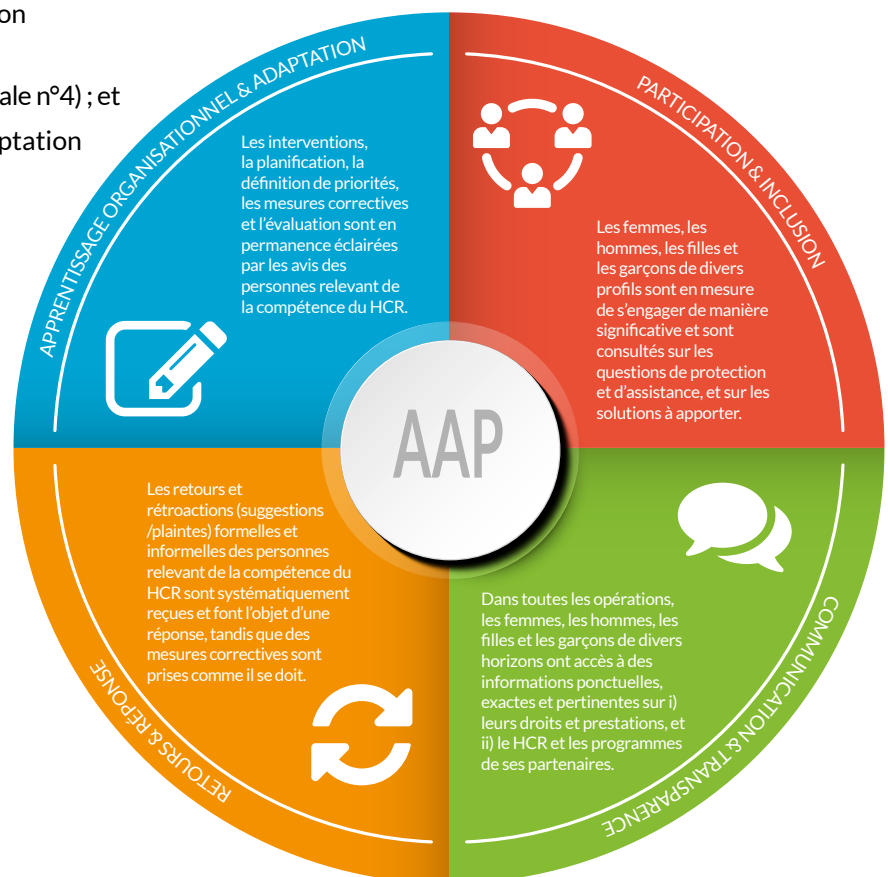 on
ale n°4) ; et
ptation
APPRENTISSAGE ORGANISATIONNEL & ADAPTATION
Les interventions,
la planification, la
définition de priorités,
les mesures correctives
et l’évaluation sont en
permanence éclairées
par les avis des
personnes relevant de
la compétence du HCR.
PARTICIPATION & INCLUSION
Les femmes, les
hommes, les filles et
les garçons de divers
profils sont en mesure
de s’engager de manière
significative et sont
consultés sur les
questions de protection
et d’assistance, et sur les
solutions à apporter.
AAP
Les retours et
rétroactions (suggestions
/plaintes) formelles et
informelles des personnes
relevant de la compétence du
HCR sont systématiquement
reçues et font l’objet d’une
réponse, tandis que des
mesures correctives sont
prises comme il se doit.
RETOURS & RÉPONSE
Dans toutes les opérations,
les femmes, les hommes, les
filles et les garçons de divers
horizons ont accès à des
informations ponctuelles,
exactes et pertinentes sur i)
leurs droits et prestations, et
ii) le HCR et les programmes
de ses partenaires.
COMMUNICATION & TRANSPARENCE